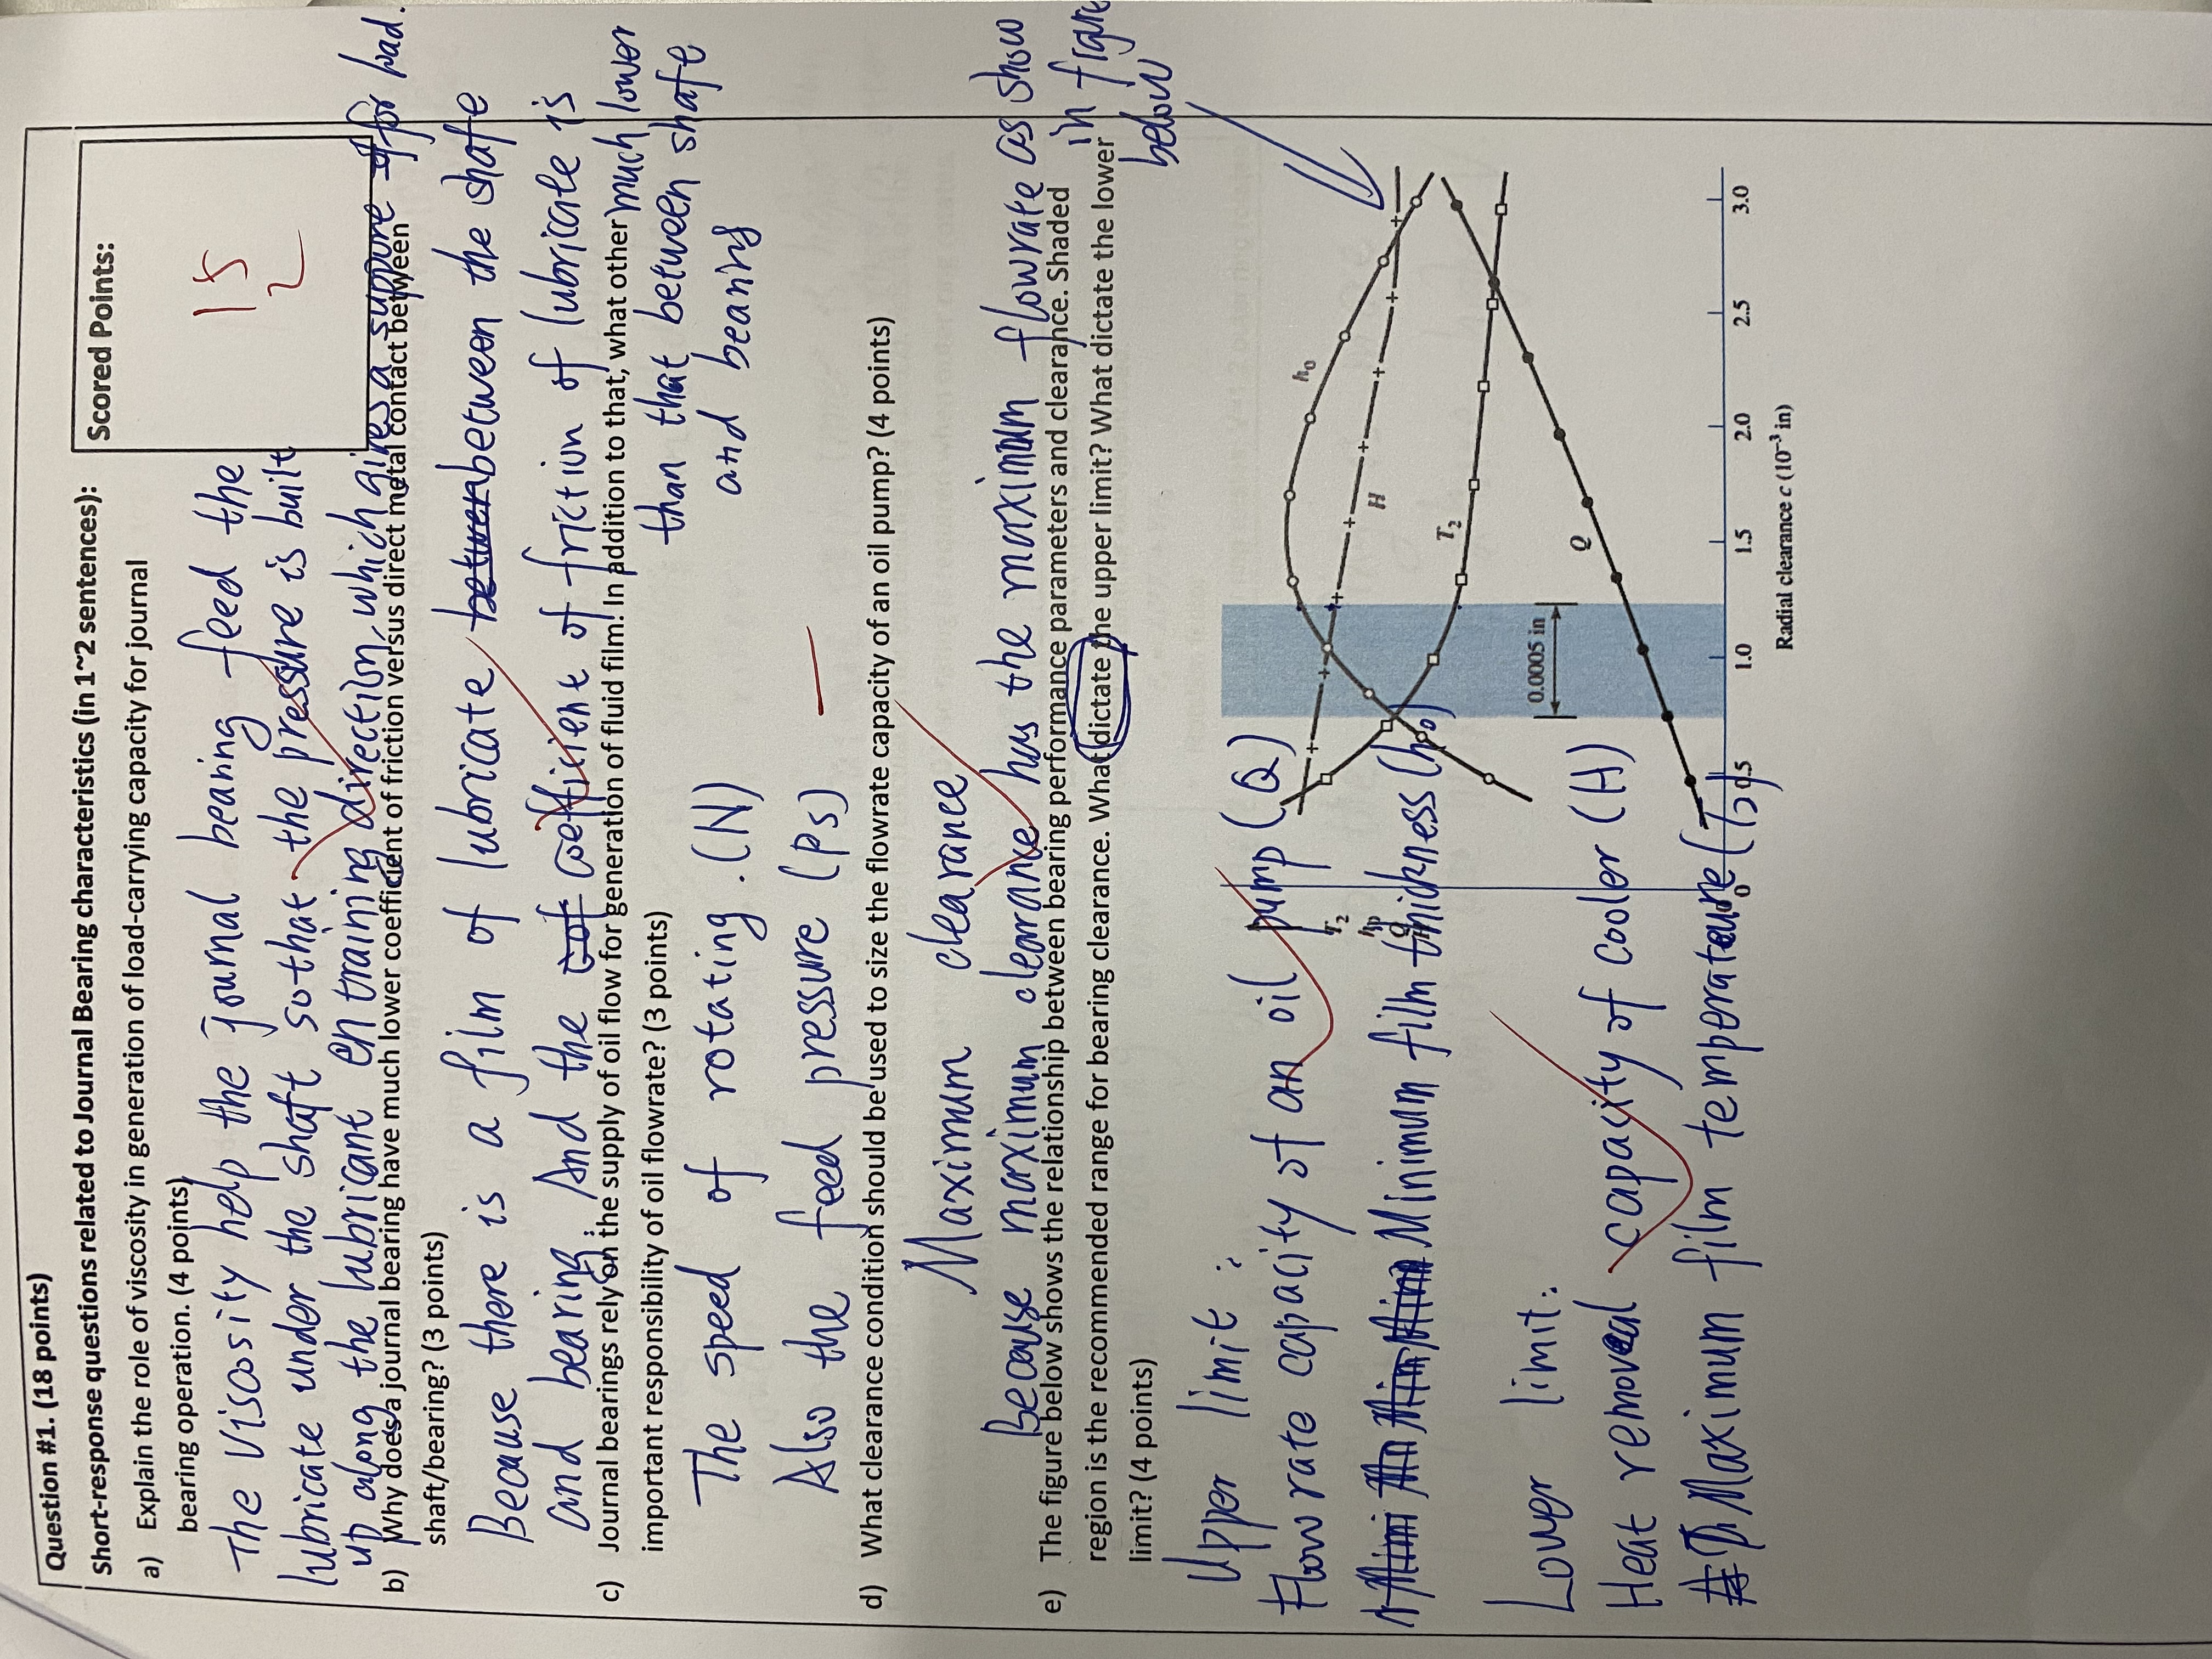 Question #1. (18 points)
Short-response questions related to Journal Bearing characteristics (in 1~2 sentences):
Scored Points:
15
2
a) Explain the role of viscosity in generation of load-carrying capacity for journal
bearing operation. (4 points)
The viscosity help the journal bearing feed the
lubricate under the shaft so that the pressure is built
up along the lubricant entraining direction, which gives a suppure for load.
b) Why does a journal bearing have much lower coefficient of friction versus direct metal contact between
shaft/bearing? (3 points)
Because there is a film of lubricate between the shafe
and bearing. And the coefficient of friction of lubricate is
much lower
than that between shafe
and bearing
c) Journal bearings rely on the supply of oil flow for generation of fluid film! In addition to that, what other
important responsibility of oil flowrate? (3 points)
The speed of rotating. (N)
Also the feed pressure (Ps)
d) What clearance condition should be used to size the flowrate capacity of an oil pump? (4 points)
Maximum clearance
Because maximum clearance has the maximum flowrate as show
in figure
below
e) The figure below shows the relationship between bearing performance parameters and clearance. Shaded
region is the recommended range for bearing clearance. What dictate the upper limit? What dictate the lower
limit? (4 points)
Upper limit:
Flow rate capacity of an oil pump (Q)
Minimum film thickness (h₀)
Lower limit:
Heat removal capacity of cooler (H)
Maximum film temperature (T₂)
T₂
h₀
H
T₂
Q
0.0005 in
0
0.5
1.0
1.5
2.0
2.5
3.0
Radial clearance c (10⁻³ in)